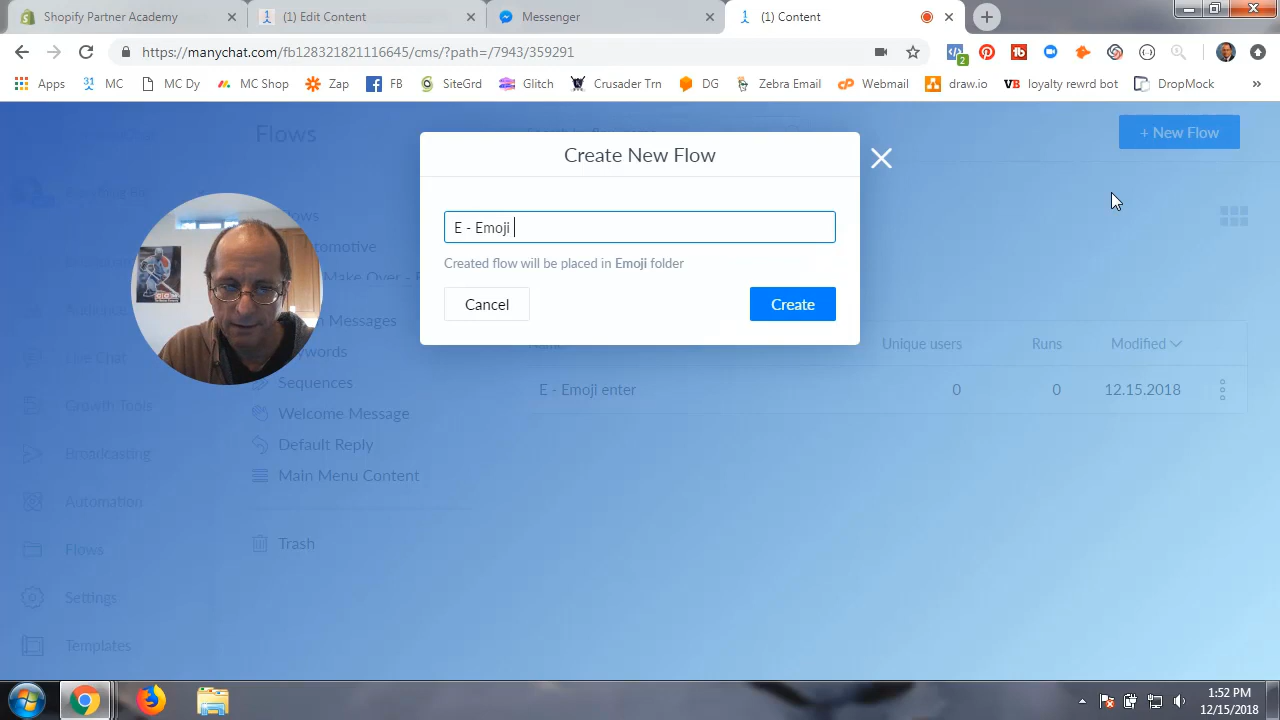 Shopify Partner Academy
(1) Edit Content
Messenger
(1) Content
https://manychat.com/fb128321821116645/cms/?path=/7943/359291
2
Apps
31 MC
MC Dy
MC Shop
Zap
FB
SiteGrd
Glitch
Crusader Trn
DG
Zebra Email
Webmail
draw.io
VB loyalty rewrd bot
DropMock
»
Flows
+ New Flow
Create New Flow
E - Emoji
Created flow will be placed in Emoji folder
Cancel
Create
Unique users
Runs
Modified
E - Emoji enter
0
0
12.15.2018
Sequences
Welcome Message
Default Reply
Main Menu Content
Trash
Audience
Live Chat
Growth Tools
Broadcasting
Automation
Flows
Settings
Templates
1:52 PM
12/15/2018